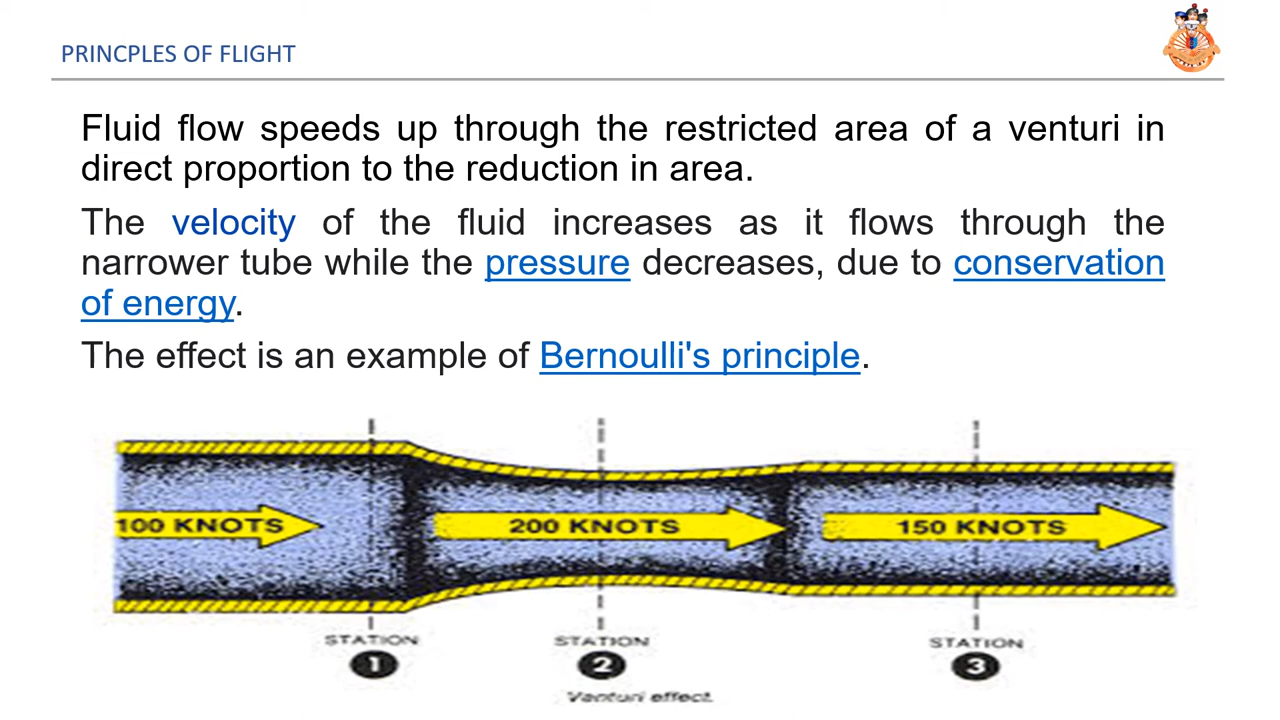 PRINCPLES OF FLIGHT
Fluid flow speeds up through the restricted area of a venturi in
direct proportion to the reduction in area.
The velocity of the fluid increases as it flows through the
narrower tube while the pressure decreases, due to conservation
of energy.
The effect is an example of Bernoulli's principle.
100 KNOTS 200 KNOTS 150 KNOTS
STATION STATION STATION
1 2 3
Venturi effect.